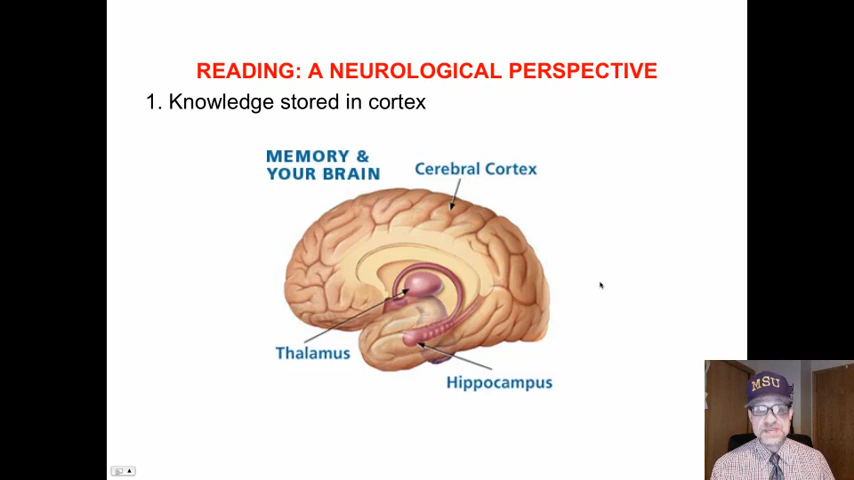 READING: A NEUROLOGICAL PERSPECTIVE
1. Knowledge stored in cortex
MEMORY &
YOUR BRAIN
Cerebral Cortex
Thalamus
Hippocampus
MSU